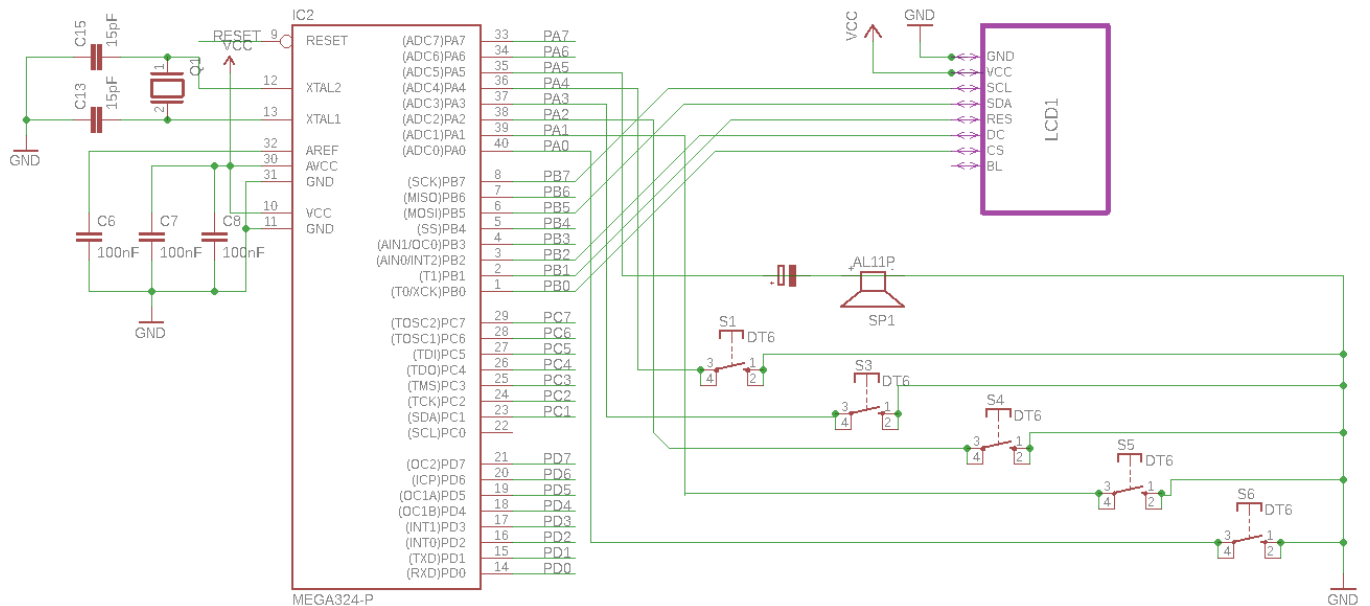 IC2
C15
15pF
RESET
VCC
9
RESET
Q1
1
2
12
XTAL2
C13
15pF
13
XTAL1
GND
32
AREF
30
AVCC
31
GND
10
VCC
11
GND
C6
100nF
C7
100nF
C8
100nF
GND
(ADC7)PA7 33 PA7
(ADC6)PA6 34 PA6
(ADC5)PA5 35 PA5
(ADC4)PA4 36 PA4
(ADC3)PA3 37 PA3
(ADC2)PA2 38 PA2
(ADC1)PA1 39 PA1
(ADC0)PA0 40 PA0
(SCK)PB7 8 PB7
(MISO)PB6 7 PB6
(MOSI)PB5 6 PB5
(SS)PB4 5 PB4
(AIN1/OC0)PB3 4 PB3
(AIN0/INT2)PB2 3 PB2
(T1)PB1 2 PB1
(T0/XCK)PB0 1 PB0
(TOSC2)PC7 29 PC7
(TOSC1)PC6 28 PC6
(TDI)PC5 27 PC5
(TDO)PC4 26 PC4
(TMS)PC3 25 PC3
(TCK)PC2 24 PC2
(SDA)PC1 23 PC1
(SCL)PC0 22
(OC2)PD7 21 PD7
(ICP)PD6 20 PD6
(OC1A)PD5 19 PD5
(OC1B)PD4 18 PD4
(INT1)PD3 17 PD3
(INT0)PD2 16 PD2
(TXD)PD1 15 PD1
(RXD)PD0 14 PD0
MEGA324-P
VCC
GND
GND
VCC
SCL
SDA
RES
DC
CS
BL
LCD1
+
+ AL11P -
SP1
S1
DT6
3 1
4 2
S3
DT6
3 1
4 2
S4
DT6
3 1
4 2
S5
DT6
3 1
4 2
S6
DT6
3 1
4 2
GND